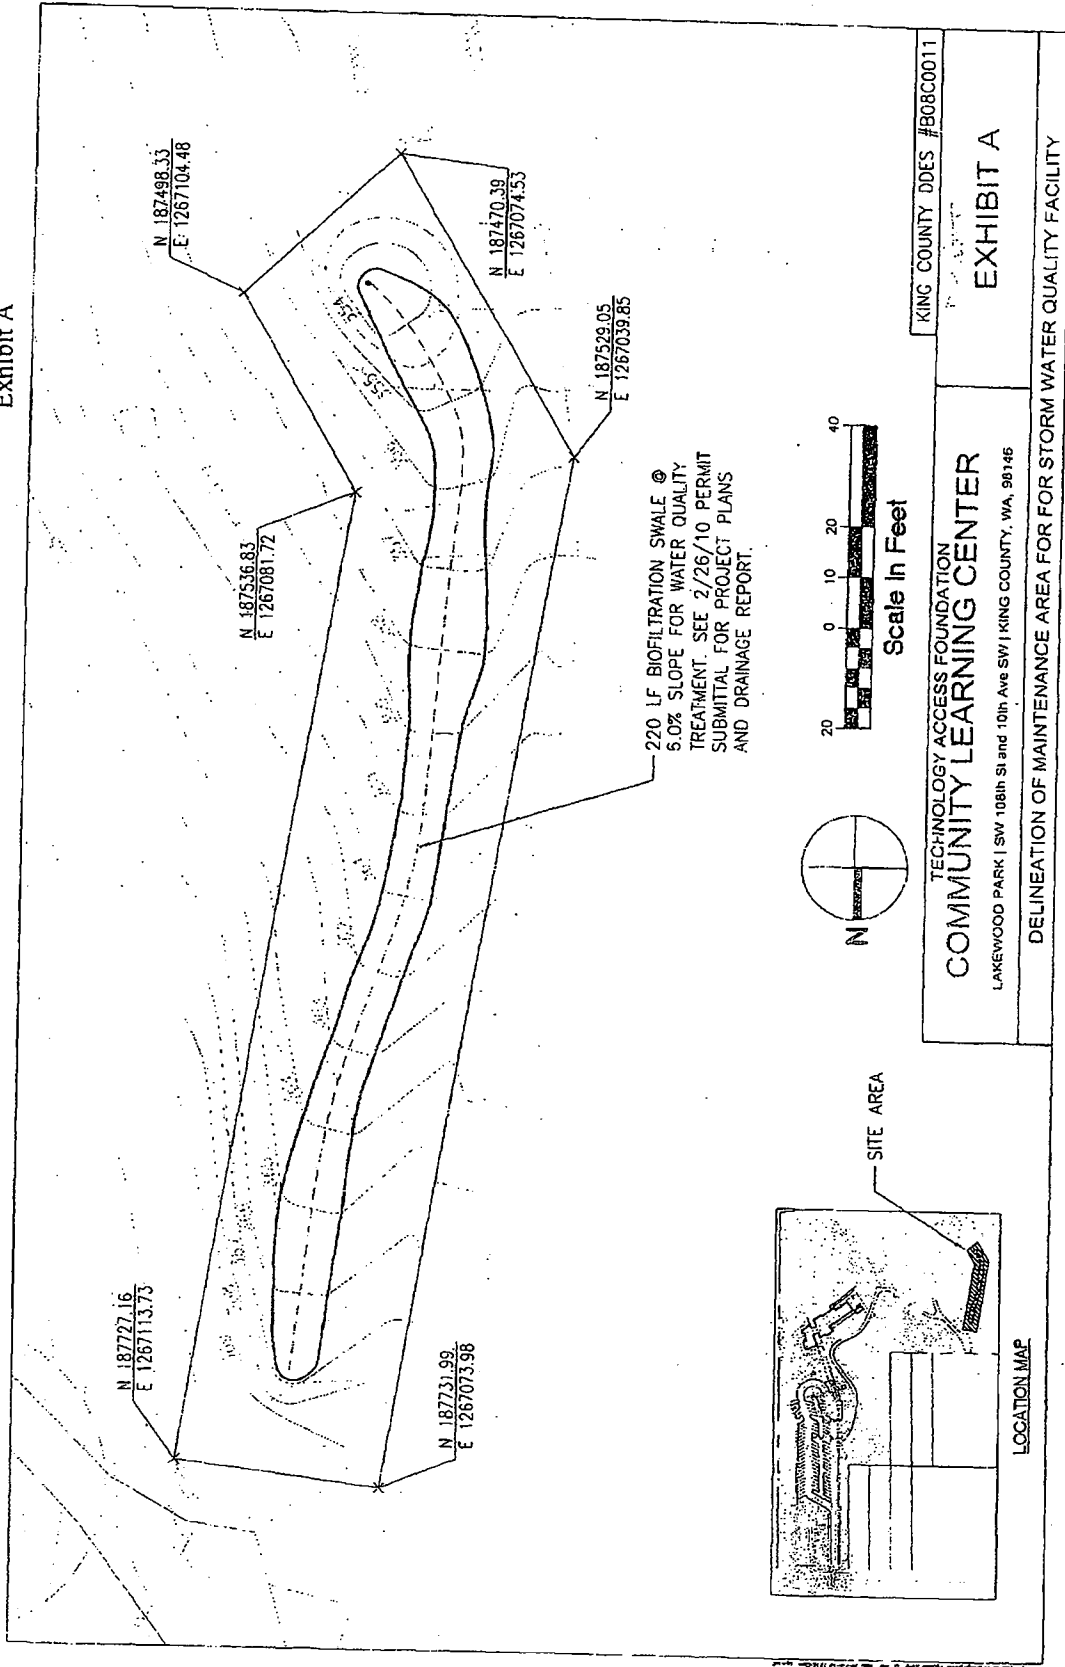 Exhibit A
N 187498.33
E 1267104.48
N 187470.39
E 1267074.53
N 187536.83
E 1267081.72
N 187529.05
E 1267039.85
N 187727.16
E 1267113.73
N 187731.99
E 1267073.98
354
355
220 LF BIOFILTRATION SWALE @
6.0% SLOPE FOR WATER QUALITY
TREATMENT. SEE 2/26/10 PERMIT
SUBMITTAL FOR PROJECT PLANS
AND DRAINAGE REPORT.
N
20 0 10 20 40
Scale In Feet
SITE AREA
LOCATION MAP
KING COUNTY DDES #B08C0011
TECHNOLOGY ACCESS FOUNDATION
COMMUNITY LEARNING CENTER
LAKEWOOD PARK | SW 108th St and 10th Ave SW | KING COUNTY, WA, 98146
EXHIBIT A
DELINEATION OF MAINTENANCE AREA FOR FOR STORM WATER QUALITY FACILITY